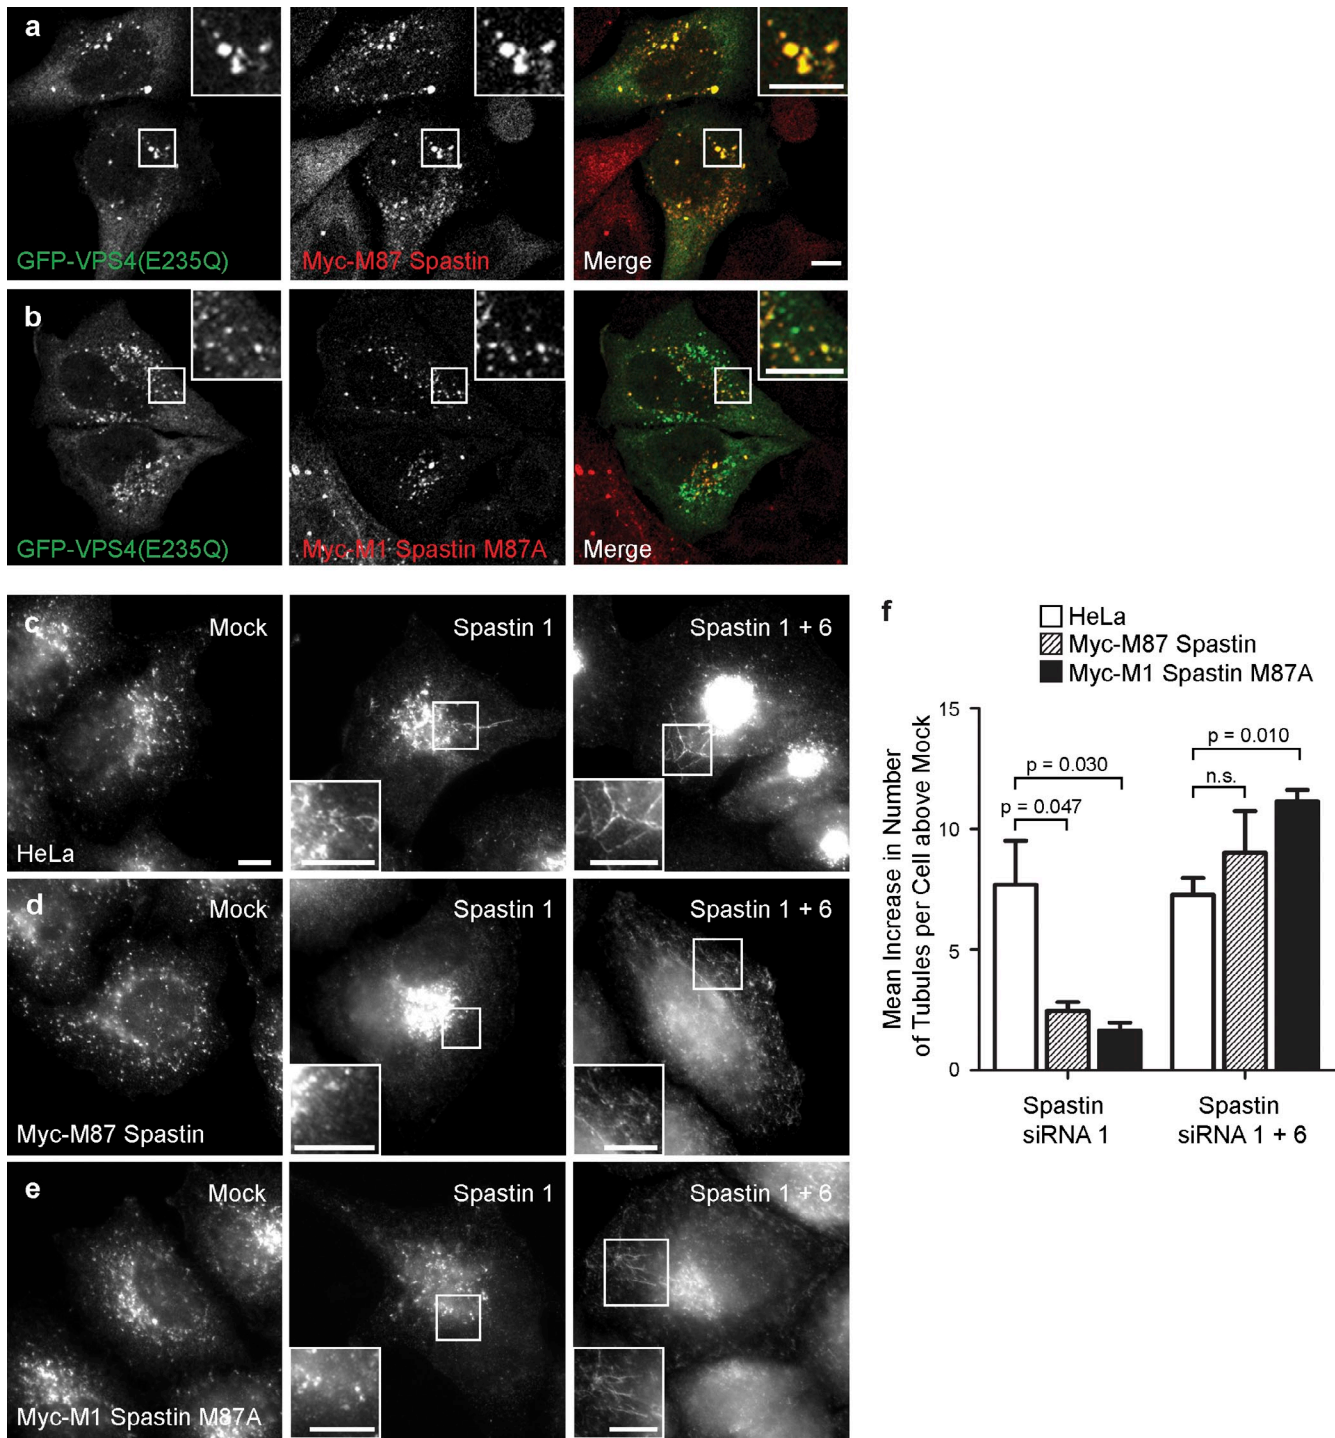 a
GFP-VPS4(E235Q)
Myc-M87 Spastin
Merge
b
GFP-VPS4(E235Q)
Myc-M1 Spastin M87A
Merge
c
Mock
Spastin 1
Spastin 1 + 6
HeLa
d
Mock
Spastin 1
Spastin 1 + 6
Myc-M87 Spastin
e
Mock
Spastin 1
Spastin 1 + 6
Myc-M1 Spastin M87A
f
HeLa
Myc-M87 Spastin
Myc-M1 Spastin M87A
Mean Increase in Number
of Tubules per Cell above Mock
15
10
5
0
p = 0.030
p = 0.047
p = 0.010
n.s.
Spastin
siRNA 1
Spastin
siRNA 1 + 6